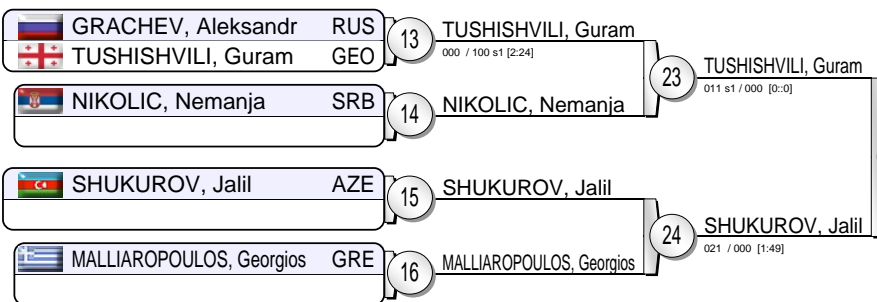 GRACHEV, Aleksandr RUS
TUSHISHVILI, Guram GEO
13
TUSHISHVILI, Guram
000 / 100 s1 [2:24]
NIKOLIC, Nemanja SRB
14
NIKOLIC, Nemanja
23
TUSHISHVILI, Guram
011 s1 / 000 [0::0]
SHUKUROV, Jalil AZE
15
SHUKUROV, Jalil
MALLIAROPOULOS, Georgios GRE
16
MALLIAROPOULOS, Georgios
24
SHUKUROV, Jalil
021 / 000 [1:49]